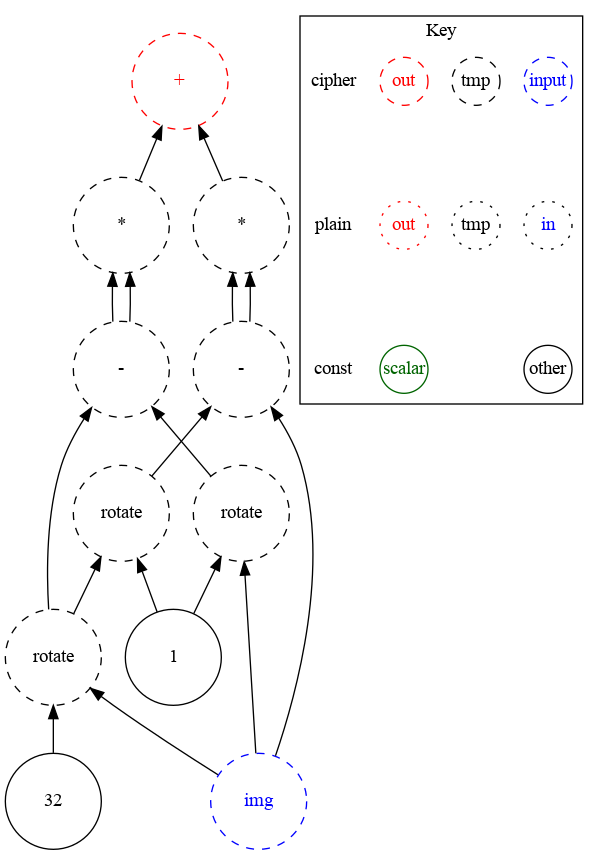 +
* *
- -
rotate rotate
rotate 1
32 img
Key
cipher out tmp input
plain out tmp in
const scalar other